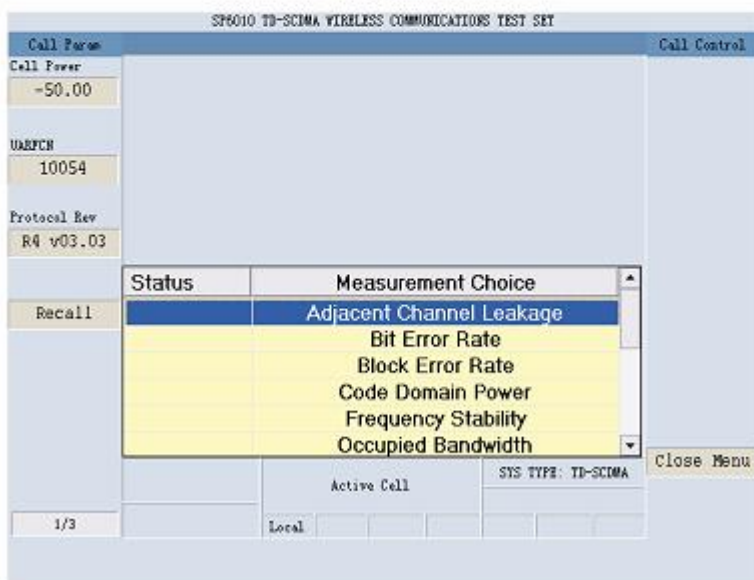 SP6010 TD-SCDMA WIRELESS COMMUNICATIONS TEST SET
Call Param
Call Control
Cell Power
-50.00
UARFCN
10054
Protocol Rev
R4 v03.03
Recall
Status
Measurement Choice
Adjacent Channel Leakage
Bit Error Rate
Block Error Rate
Code Domain Power
Frequency Stability
Occupied Bandwidth
Close Menu
Active Cell
SYS TYPE: TD-SCDMA
1/3
Local